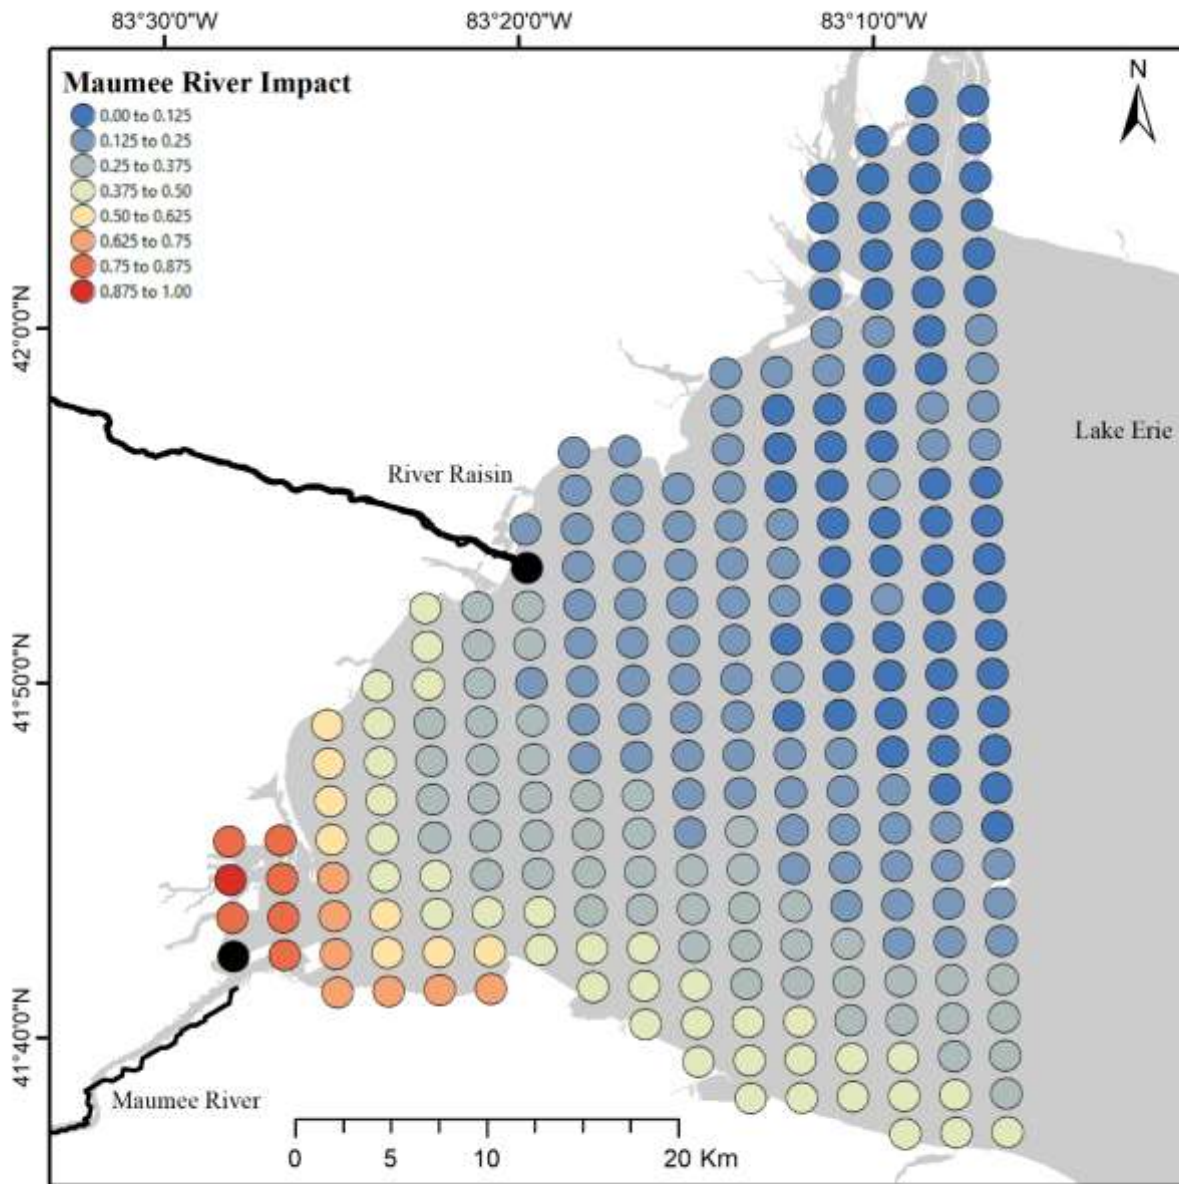 83°30'0"W 83°20'0"W 83°10'0"W
Maumee River Impact
0.00 to 0.125
0.125 to 0.25
0.25 to 0.375
0.375 to 0.50
0.50 to 0.625
0.625 to 0.75
0.75 to 0.875
0.875 to 1.00
N
42°0'0"N
Lake Erie
River Raisin
41°50'0"N
41°40'0"N
Maumee River
0 5 10 20 Km